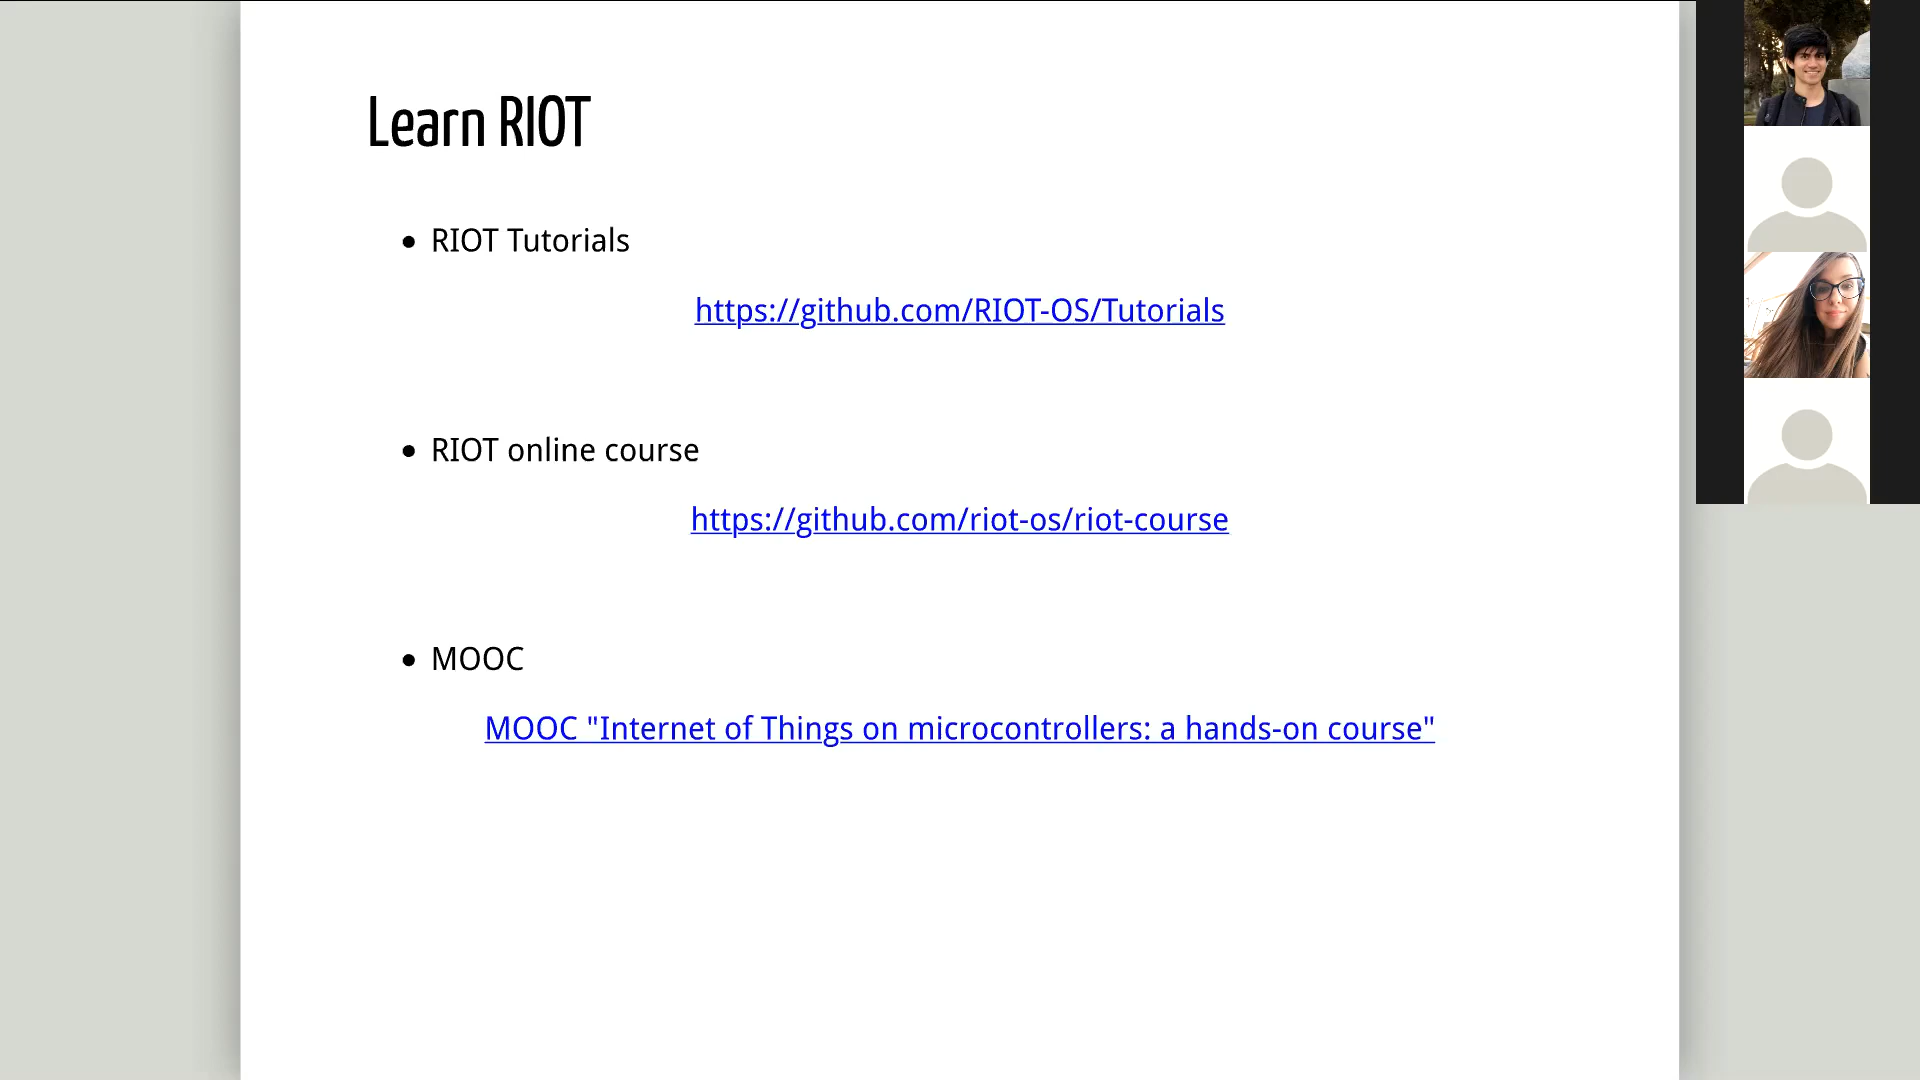 Learn RIOT
• RIOT Tutorials
https://github.com/RIOT-OS/Tutorials
• RIOT online course
https://github.com/riot-os/riot-course
• MOOC
MOOC "Internet of Things on microcontrollers: a hands-on course"